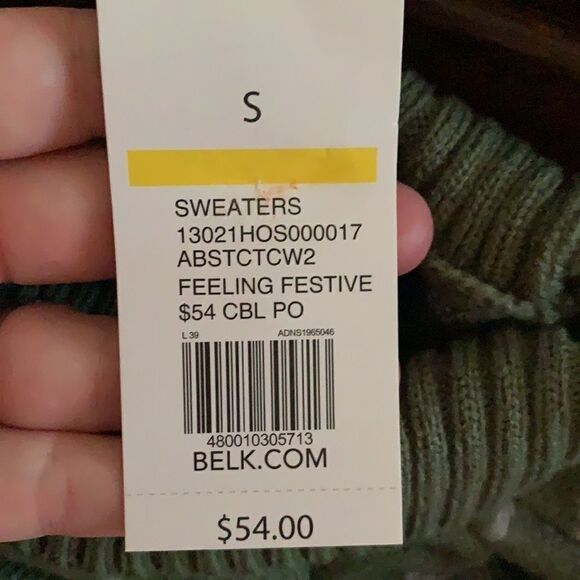 S
SWEATERS
13021HOS000017
ABSTCTCW2
FEELING FESTIVE
$54 CBL PO
L 39 ADNS1965046
480010305713
BELK.COM
$54.00